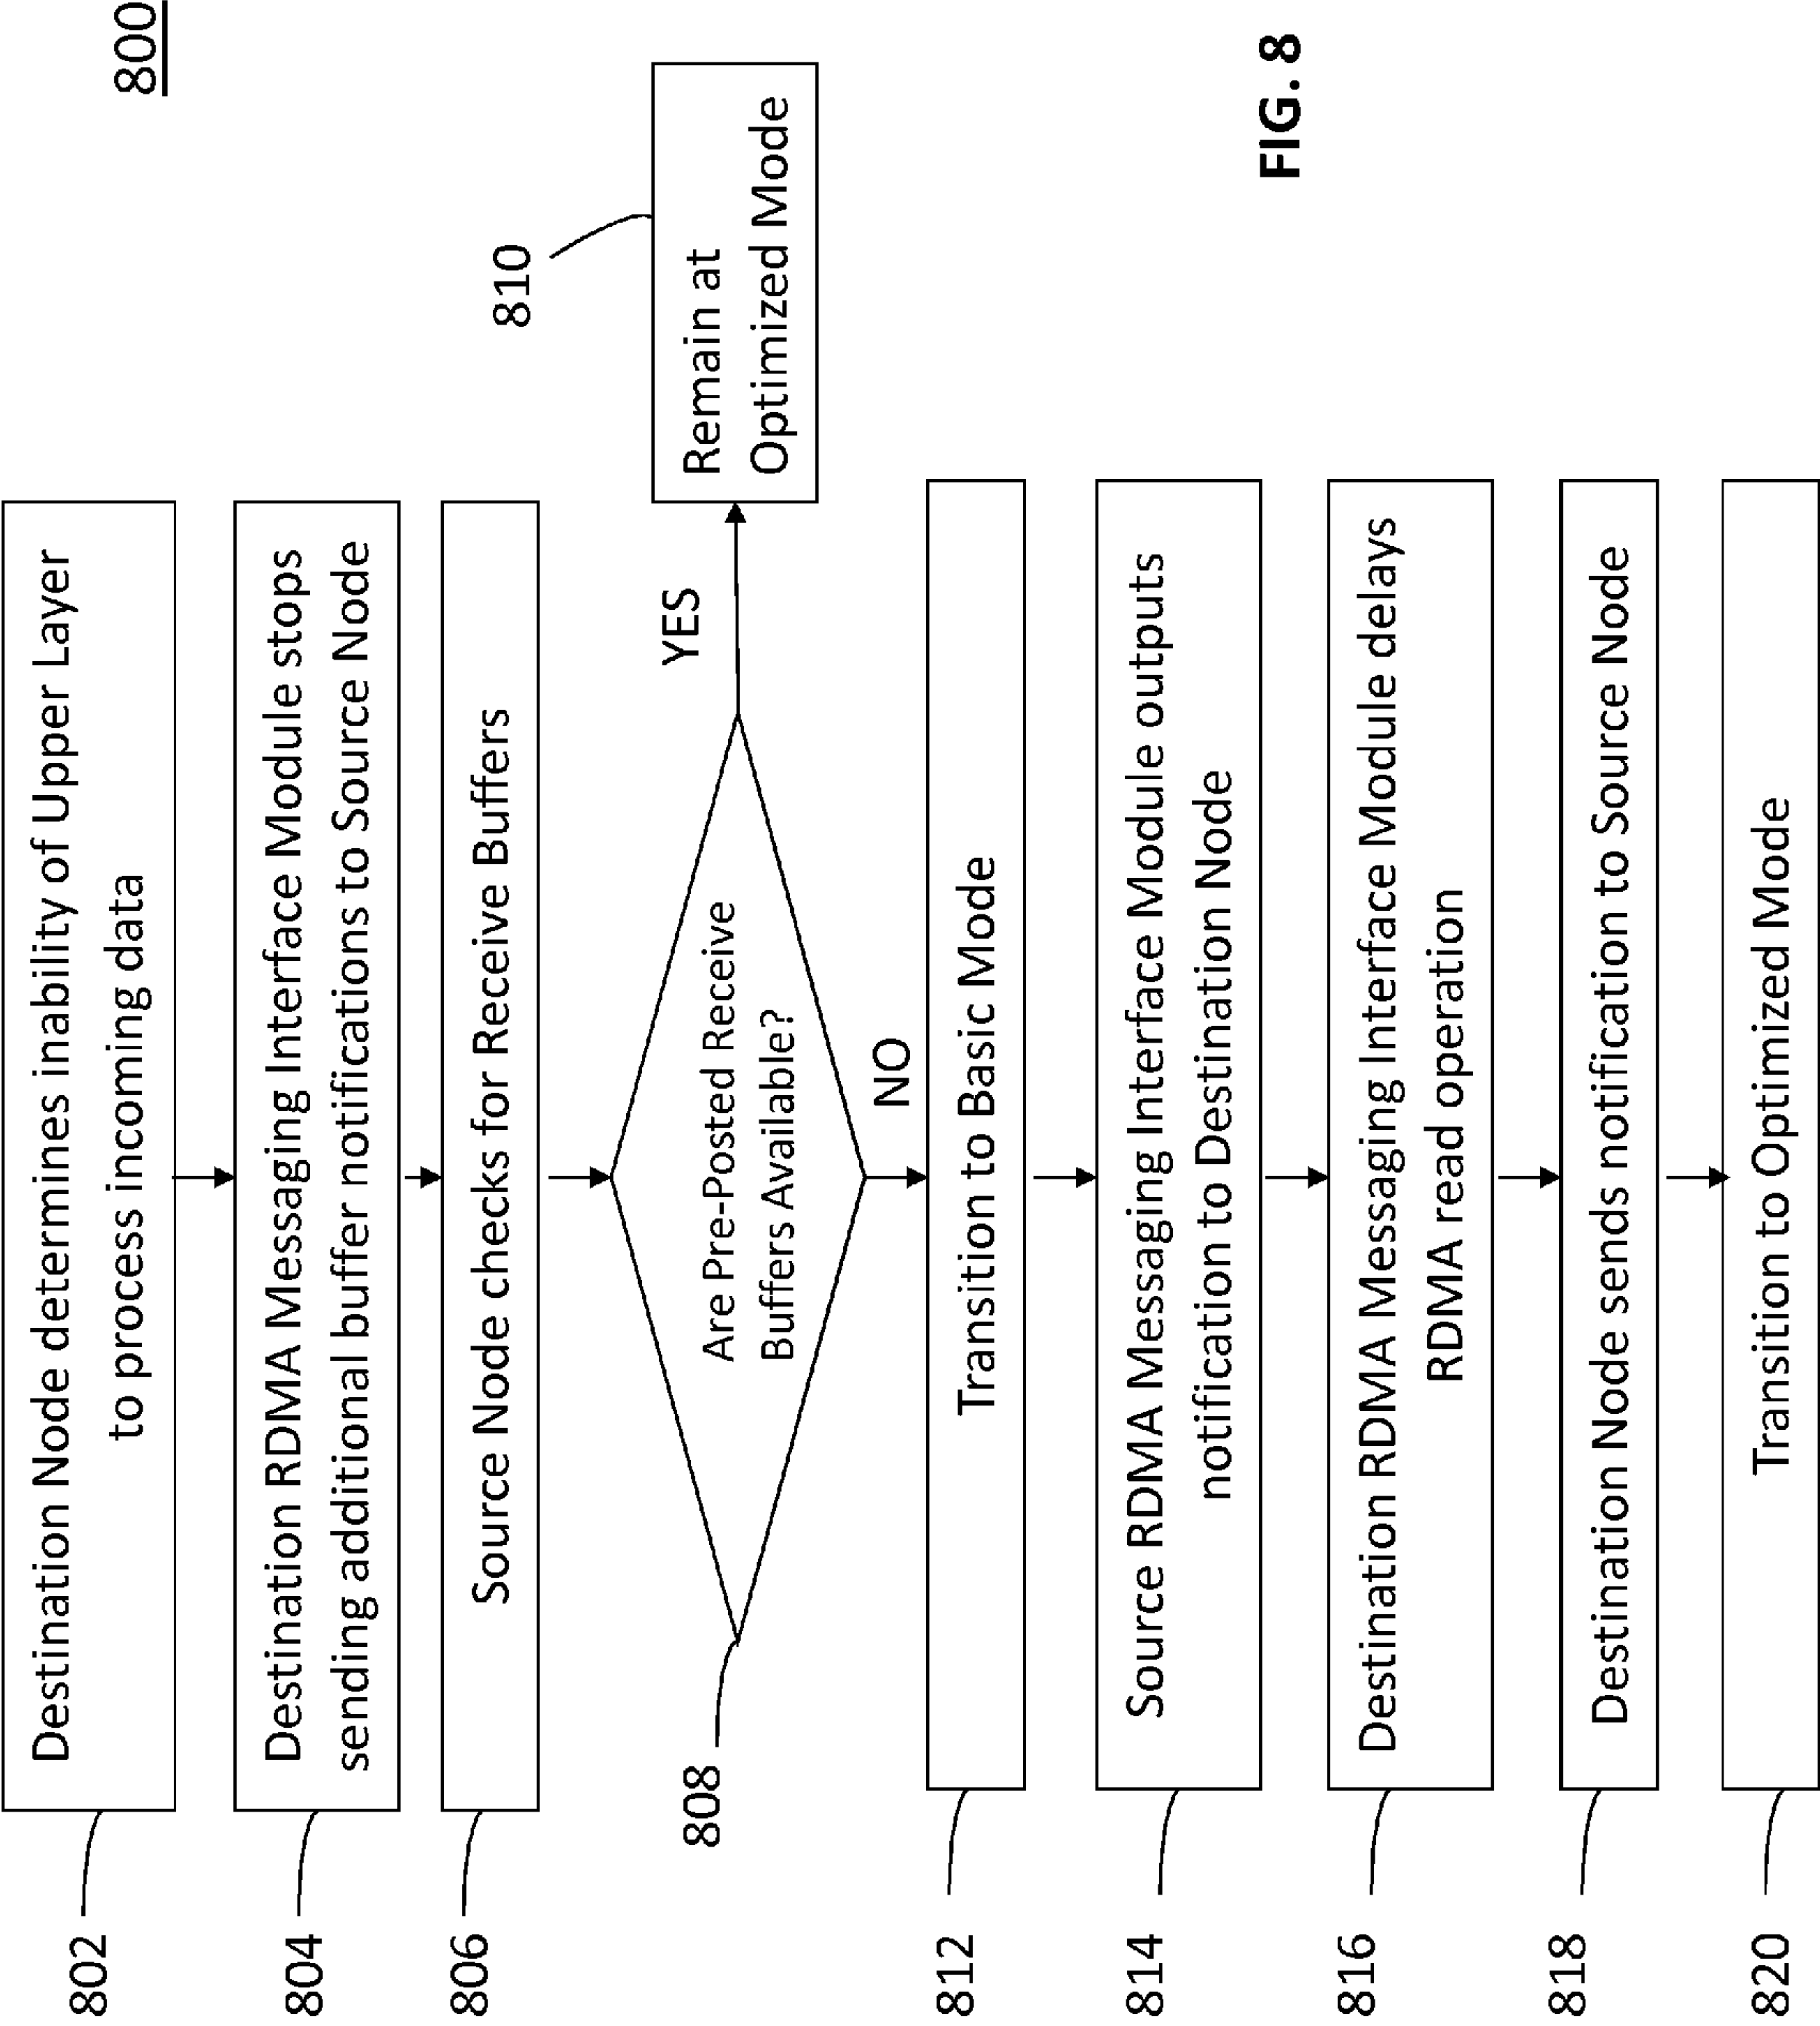 800
802
Destination Node determines inability of Upper Layer
to process incoming data
804
Destination RDMA Messaging Interface Module stops
sending additional buffer notifications to Source Node
806
Source Node checks for Receive Buffers
808
Are Pre-Posted Receive
Buffers Available?
YES
810
Remain at
Optimized Mode
NO
812
Transition to Basic Mode
814
Source RDMA Messaging Interface Module outputs
notification to Destination Node
816
Destination RDMA Messaging Interface Module delays
RDMA read operation
818
Destination Node sends notification to Source Node
820
Transition to Optimized Mode
FIG. 8